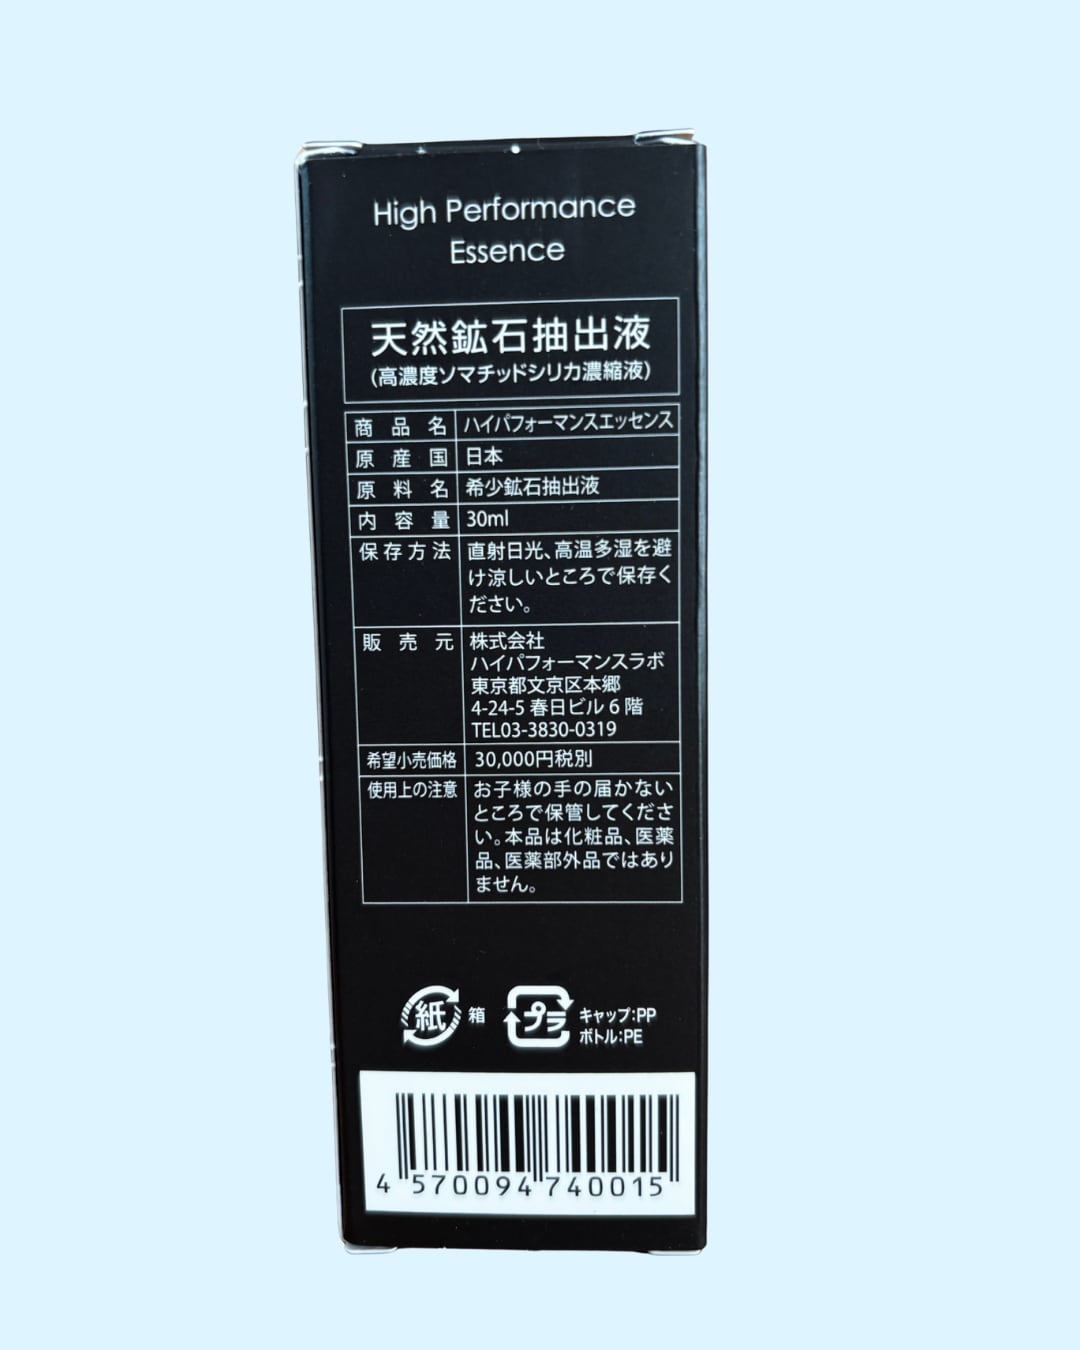 High Performance
Essence
天然鉱石抽出液
(高濃度ソマチッドシリカ濃縮液)
商品名 ハイパフォーマンスエッセンス
原産国 日本
原料名 希少鉱石抽出液
内容量 30ml
保存方法 直射日光、高温多湿を避
け涼しいところで保存く
ださい。
販売元 株式会社
ハイパフォーマンスラボ
東京都文京区本郷
4-24-5 春日ビル 6 階
TEL03-3830-0319
希望小売価格 30,000円税別
使用上の注意 お子様の手の届かない
ところで保管してくださ
い。本品は化粧品、医薬
品、医薬部外品ではあり
ません。
紙 箱 プラ キャップ:PP
ボトル:PE
4 570094 740015